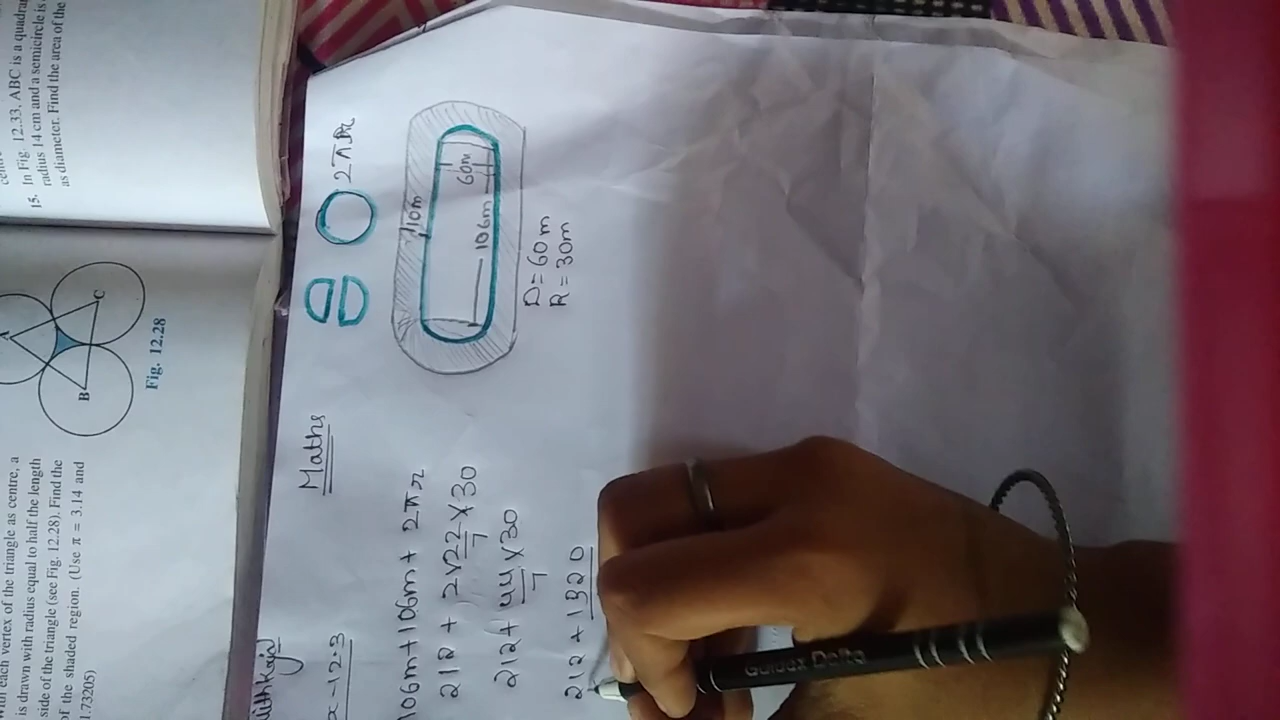 with each vertex of the triangle as centre, a
is drawn with radius equal to half the length
side of the triangle (see Fig. 12.28). Find the
of the shaded region. (Use π = 3.14 and
1.73205)
A
B
C
Fig. 12.28
15. In Fig. 12.33, ABC is a quadra
radius 14 cm and a semicircle is
as diameter. Find the area of the
Maths
x-12.3
2πr
10m
106m
60m
D=60m
R=30m
106m+106m+2πr
212+2×22/7×30
212+44/7×30
212+1320
Goldex Delta